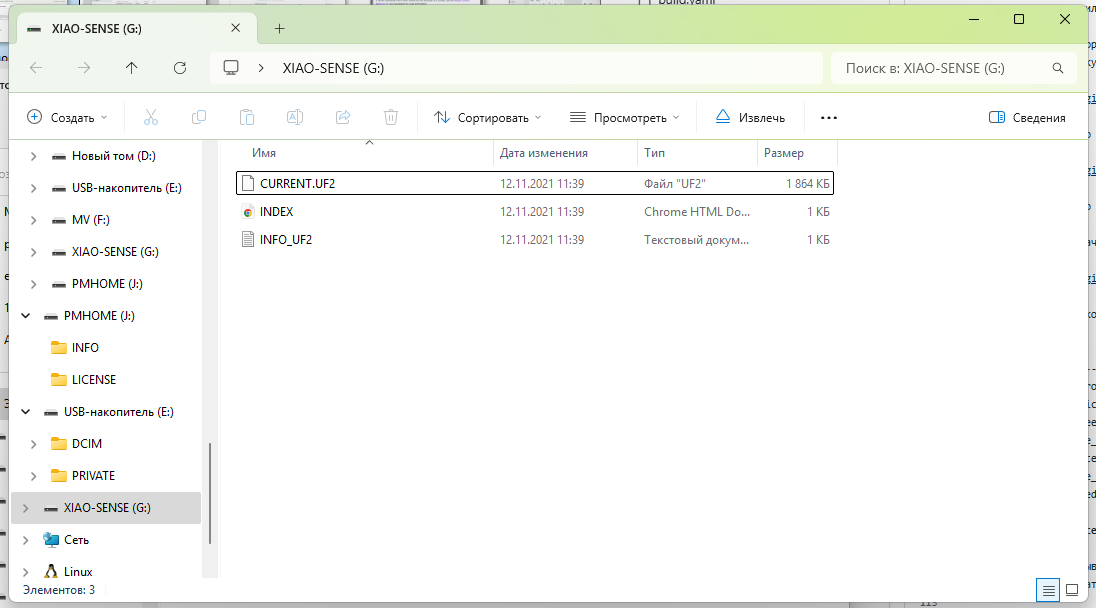 build.yaml
XIAO-SENSE (G:)
XIAO-SENSE (G:)
Поиск в: XIAO-SENSE (G:)
Создать
Сортировать
Просмотреть
Извлечь
Сведения
Имя
Дата изменения
Тип
Размер
CURRENT.UF2 12.11.2021 11:39 Файл "UF2" 1 864 КБ
INDEX 12.11.2021 11:39 Chrome HTML Do... 1 КБ
INFO_UF2 12.11.2021 11:39 Текстовый докум... 1 КБ
Новый том (D:)
USB-накопитель (E:)
MV (F:)
XIAO-SENSE (G:)
PMHOME (J:)
PMHOME (J:)
INFO
LICENSE
USB-накопитель (E:)
DCIM
PRIVATE
XIAO-SENSE (G:)
Сеть
Linux
Элементов: 3